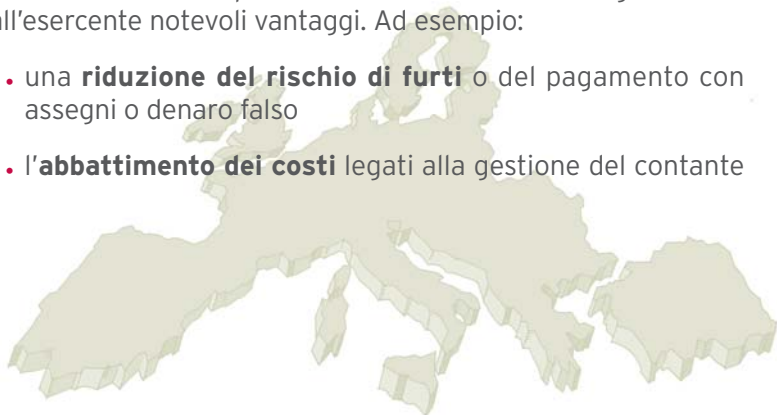 all'esercente notevoli vantaggi. Ad esempio:
• una riduzione del rischio di furti o del pagamento con
assegni o denaro falso
• l'abbattimento dei costi legati alla gestione del contante